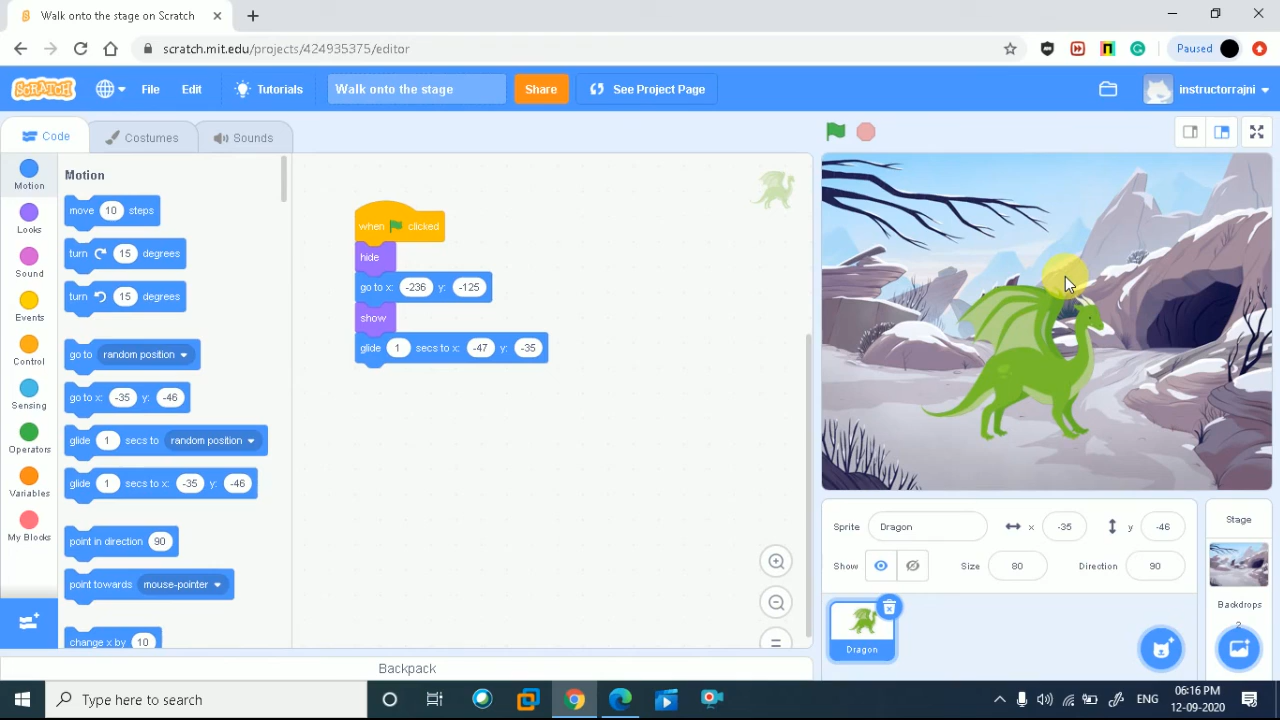 Walk onto the stage on Scratch
scratch.mit.edu/projects/424935375/editor
Paused
SCRATCH
File
Edit
Tutorials
Walk onto the stage
Share
See Project Page
instructorrajni
Code
Costumes
Sounds
Motion
Looks
Sound
Events
Control
Sensing
Operators
Variables
My Blocks
Motion
move 10 steps
turn 15 degrees
turn 15 degrees
go to random position
go to x: -35 y: -46
glide 1 secs to random position
glide 1 secs to x: -35 y: -46
point in direction 90
point towards mouse-pointer
change x by 10
when clicked
hide
go to x: -236 y: -125
show
glide 1 secs to x: -47 y: -35
Sprite Dragon x -35 y -46
Show Size 80 Direction 90
Dragon
Stage
Backdrops
2
Backpack
Type here to search
ENG
06:16 PM
12-09-2020